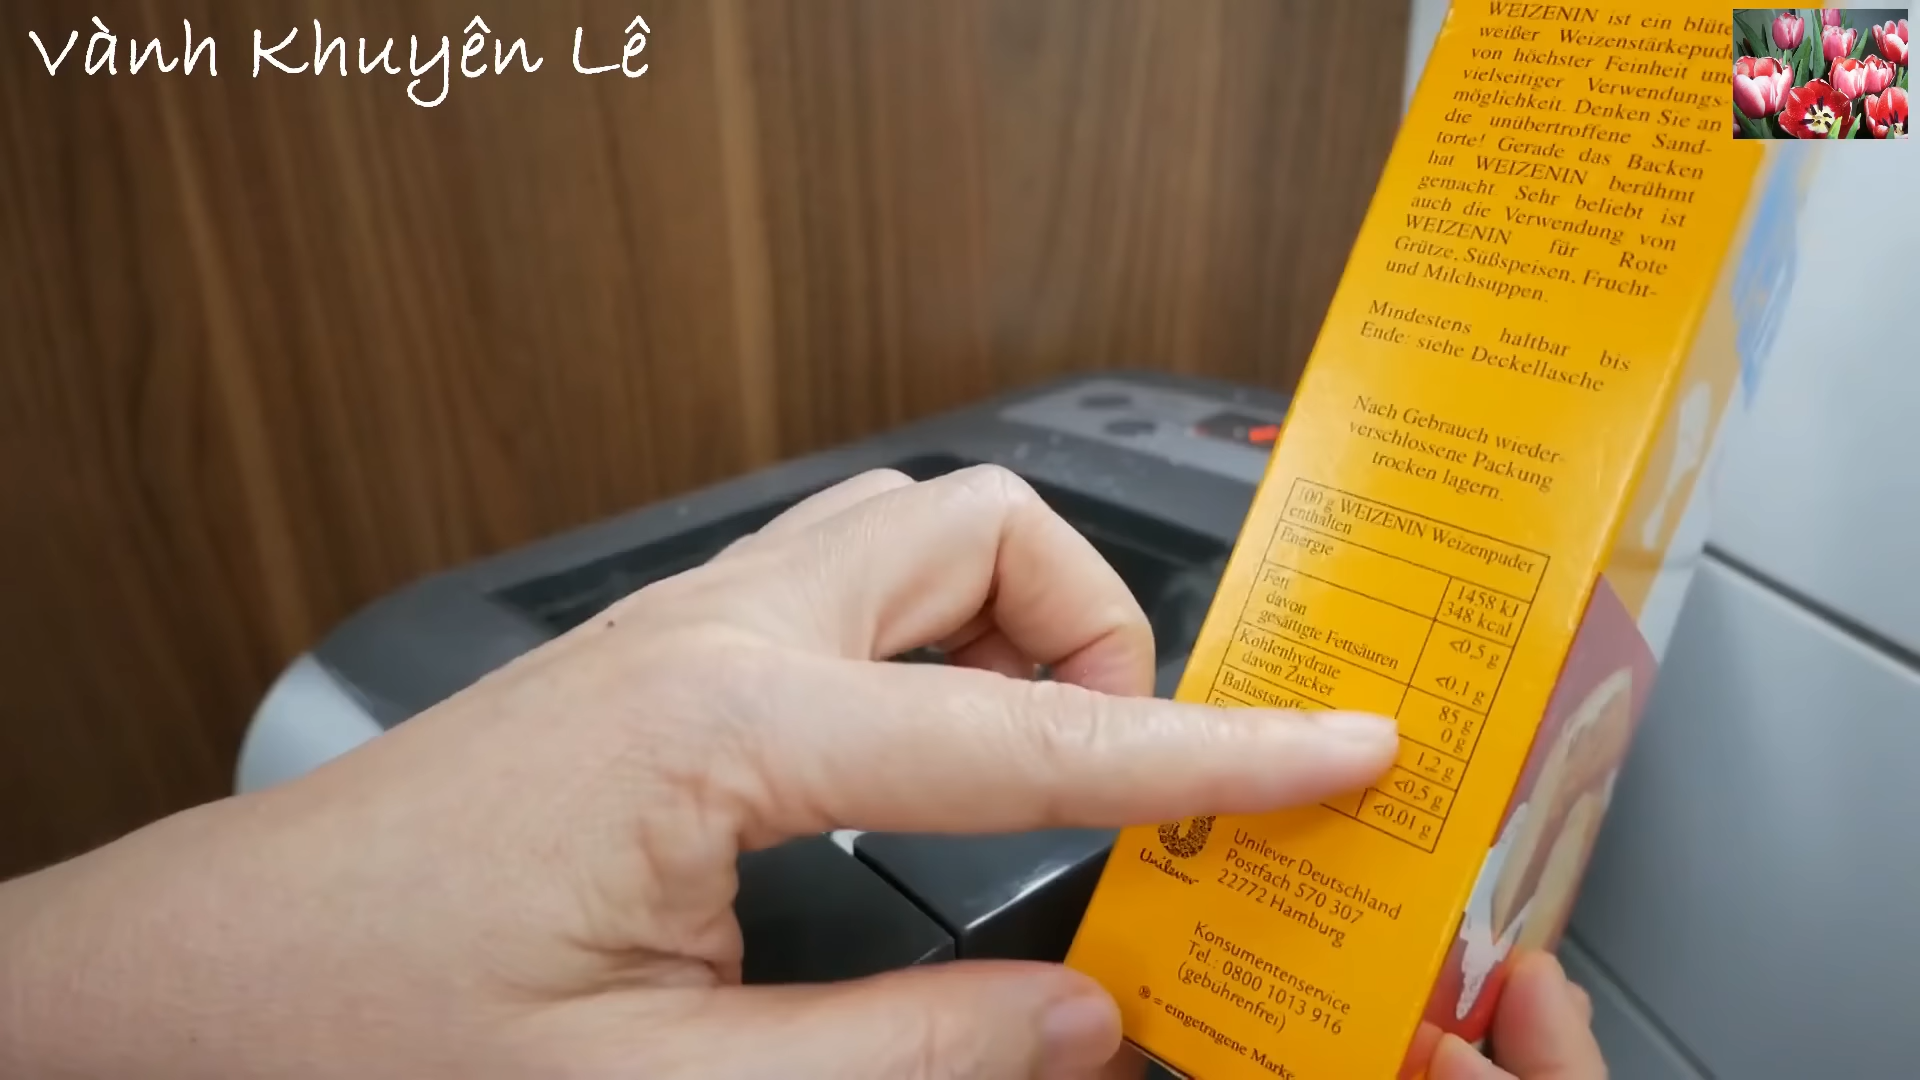 Vành Khuyên Lê
WEIZENIN ist ein blüte
weißer Weizenstärkepud
von höchster Feinheit und
vielseitiger Verwendungs-
möglichkeit. Denken Sie an
die unübertroffene Sand-
torte! Gerade das Backen
hat WEIZENIN berühmt
gemacht Sehr beliebt ist
auch die Verwendung von
WEIZENIN für Rote
Grütze, Süßspeisen, Frucht-
und Milchsuppen.
Mindestens haltbar bis
Ende: siehe Deckellasche
Nach Gebrauch wieder-
verschlossene Packung
trocken lagern.
100 g WEIZENIN Weizenpuder
enthalten
Energie
1458 kJ
348 kcal
Fett
<0,5 g
davon
gesättigte Fettsäuren
<0,1 g
Kohlenhydrate
85 g
davon Zucker
0 g
Ballaststoffe
1,2 g
<0,5 g
<0.01 g
Unilever
Unilever Deutschland
Postfach 570 307
22772 Hamburg
Konsumentenservice
Tel.: 0800 1013 916
(gebührenfrei)
® = eingetragene Marke